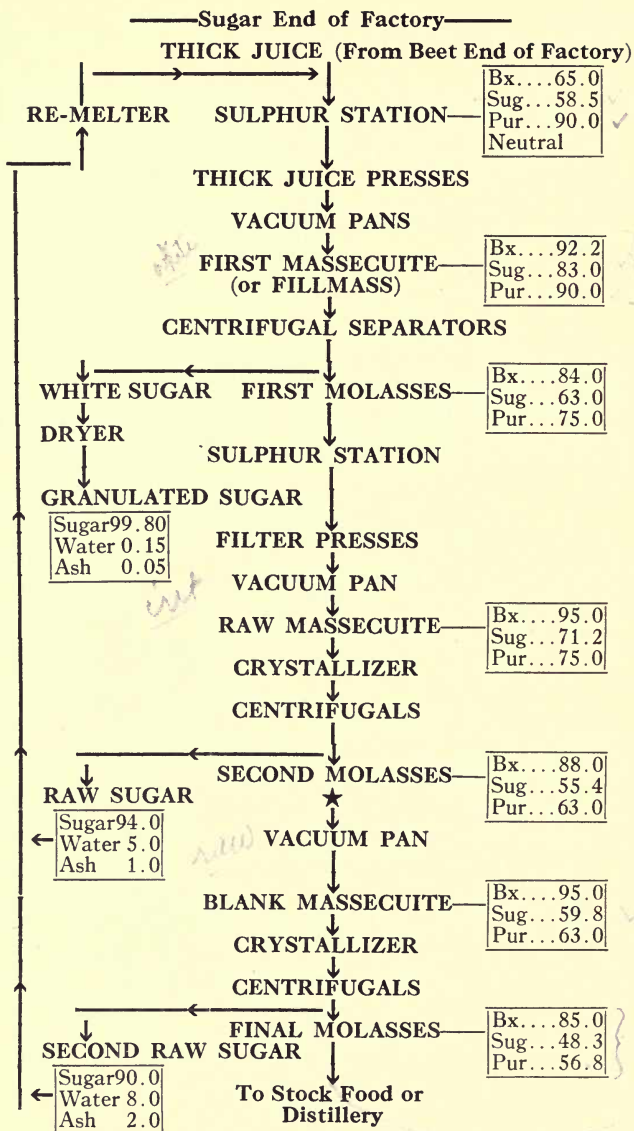 Sugar End of Factory
THICK JUICE (From Beet End of Factory)
RE-MELTER
SULPHUR STATION
Bx....65.0
Sug...58.5
Pur...90.0
Neutral
THICK JUICE PRESSES
VACUUM PANS
white
FIRST MASSECUITE
(or FILLMASS)
Bx....92.2
Sug...83.0
Pur...90.0
CENTRIFUGAL SEPARATORS
WHITE SUGAR
FIRST MOLASSES
Bx....84.0
Sug...63.0
Pur...75.0
DRYER
SULPHUR STATION
GRANULATED SUGAR
Sugar99.80
Water 0.15
Ash 0.05
FILTER PRESSES
VACUUM PAN
RAW MASSECUITE
Bx....95.0
Sug...71.2
Pur...75.0
CRYSTALLIZER
CENTRIFUGALS
SECOND MOLASSES
★
Bx....88.0
Sug...55.4
Pur...63.0
RAW SUGAR
Sugar94.0
Water 5.0
Ash 1.0
raw
VACUUM PAN
BLANK MASSECUITE
Bx....95.0
Sug...59.8
Pur...63.0
CRYSTALLIZER
CENTRIFUGALS
FINAL MOLASSES
Bx....85.0
Sug...48.3
Pur...56.8
SECOND RAW SUGAR
Sugar90.0
Water 8.0
Ash 2.0
To Stock Food or
Distillery